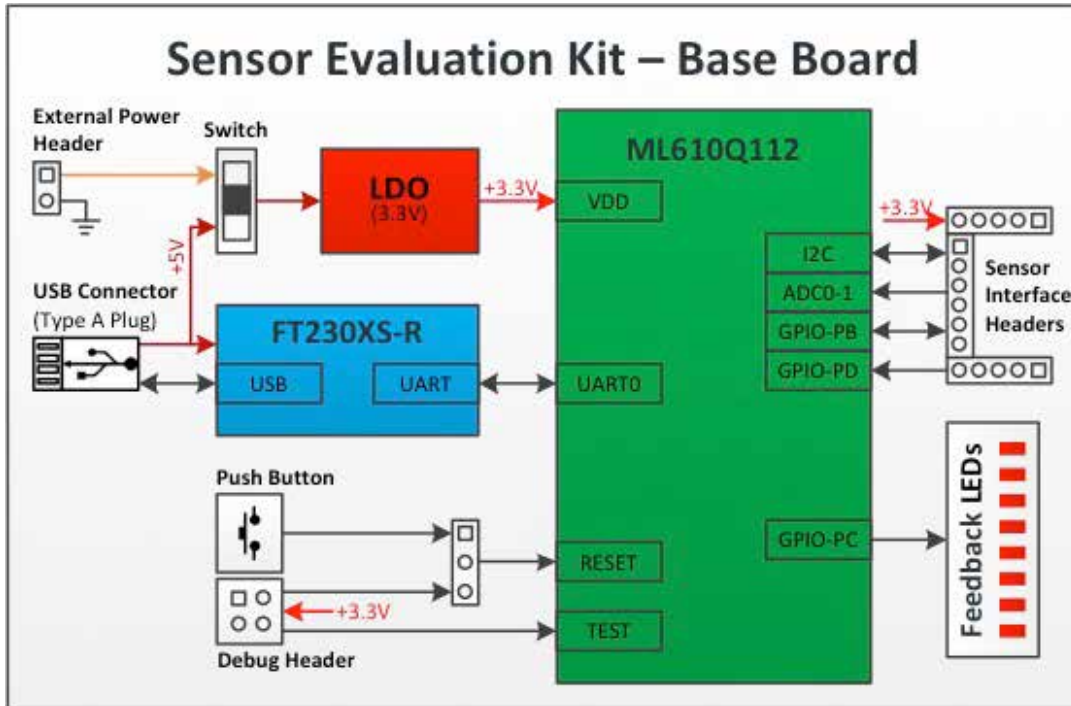 Sensor Evaluation Kit – Base Board
External Power
Header
Switch
LDO
(3.3V)
+3.3V
ML610Q112
VDD
+5V
USB Connector
(Type A Plug)
FT230XS-R
USB
UART
UART0
I2C
ADC0-1
GPIO-PB
GPIO-PD
+3.3V
Sensor
Interface
Headers
Push Button
RESET
+3.3V
TEST
Debug Header
GPIO-PC
Feedback LEDs